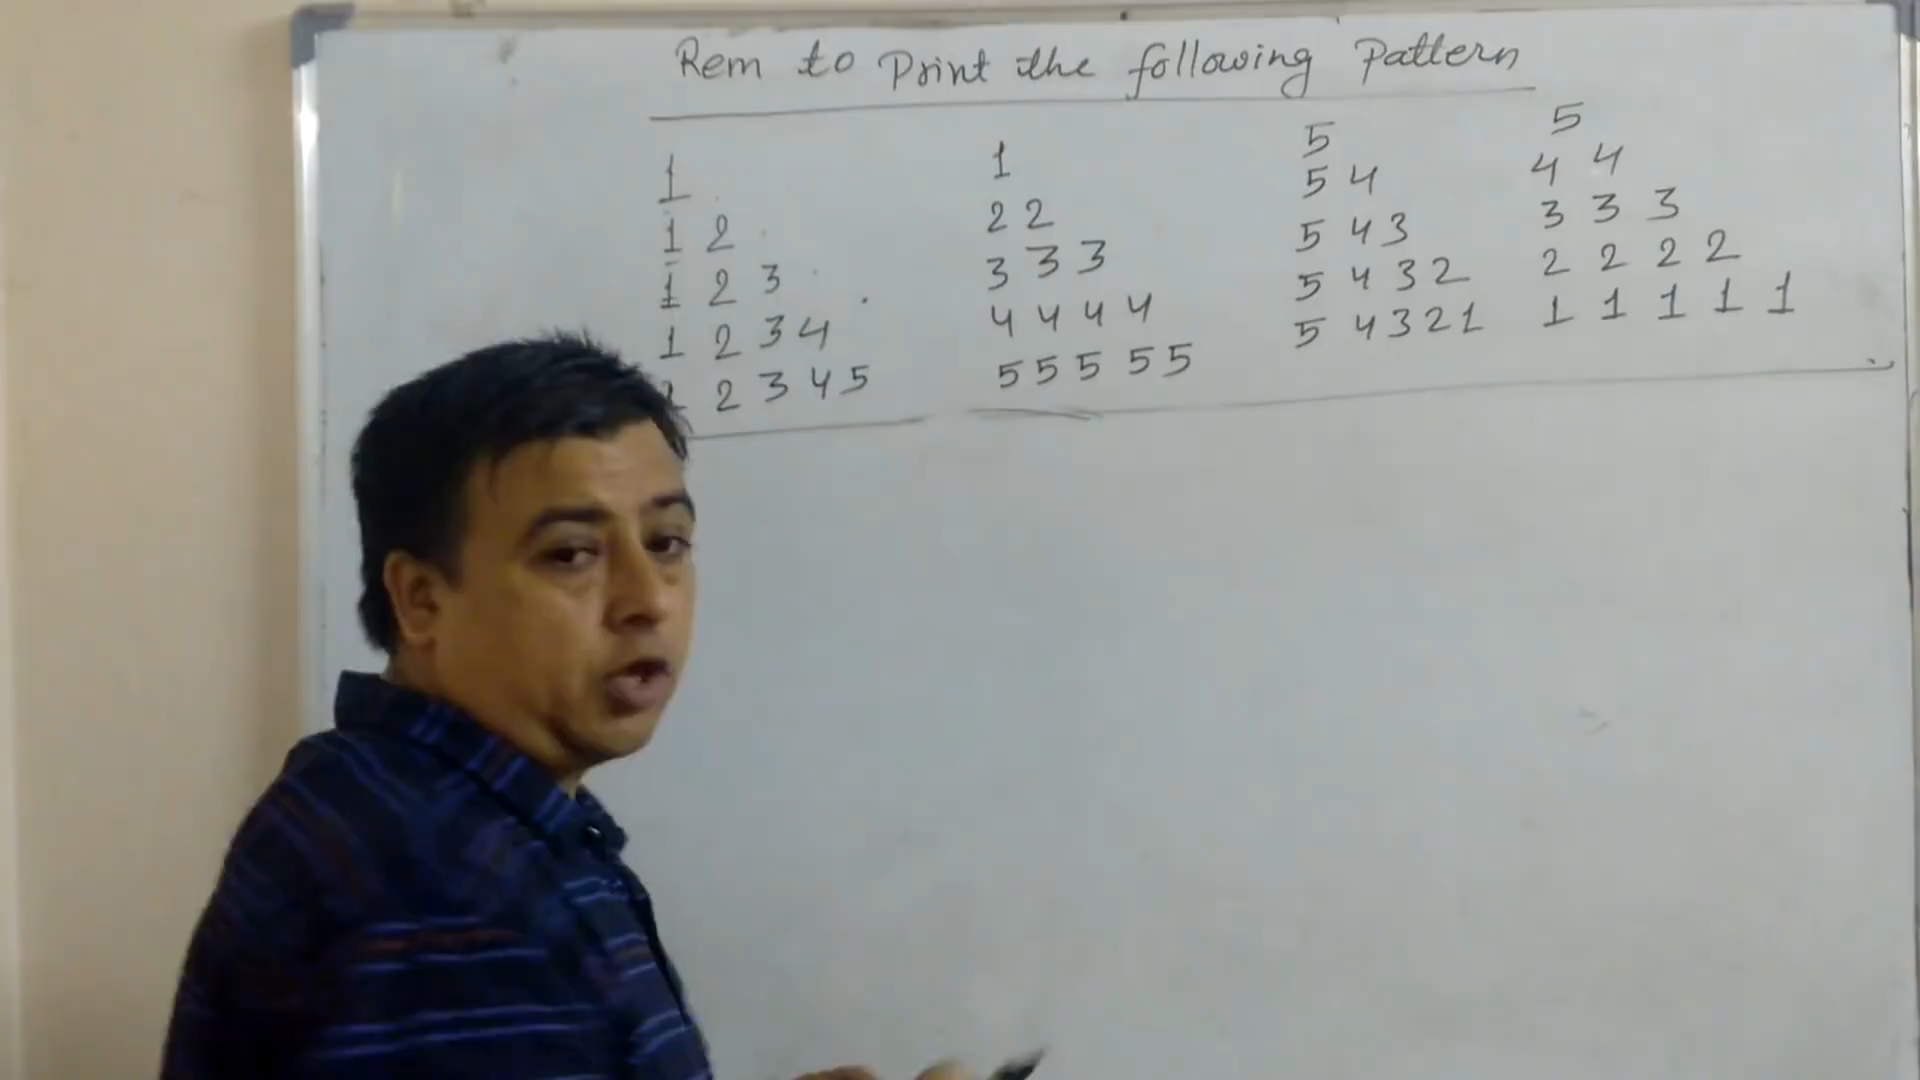 Rem to Print the following Pattern
1
1 2
1 2 3
1 2 3 4
1 2 3 4 5
1
2 2
3 3 3
4 4 4 4
5 5 5 5 5
5
5 4
5 4 3
5 4 3 2
5 4 3 2 1
5
4 4
3 3 3
2 2 2 2
1 1 1 1 1